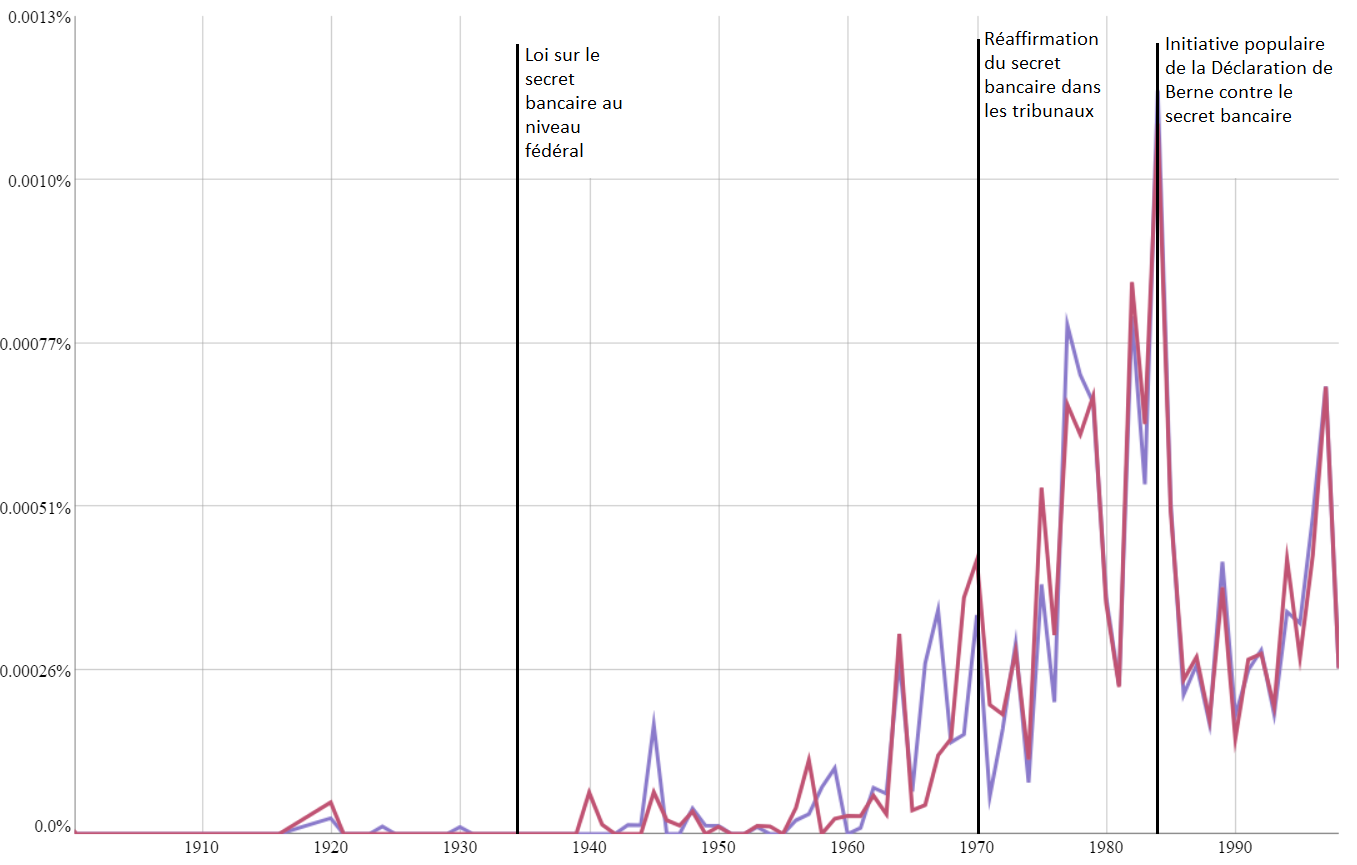 0.0013%
Loi sur le
secret
bancaire au
niveau
fédéral
Réaffirmation
du secret
bancaire dans
les tribunaux
Initiative populaire
de la Déclaration de
Berne contre le
secret bancaire
0.0010%
0.00077%
0.00051%
0.00026%
0.0%
1910 1920 1930 1940 1950 1960 1970 1980 1990